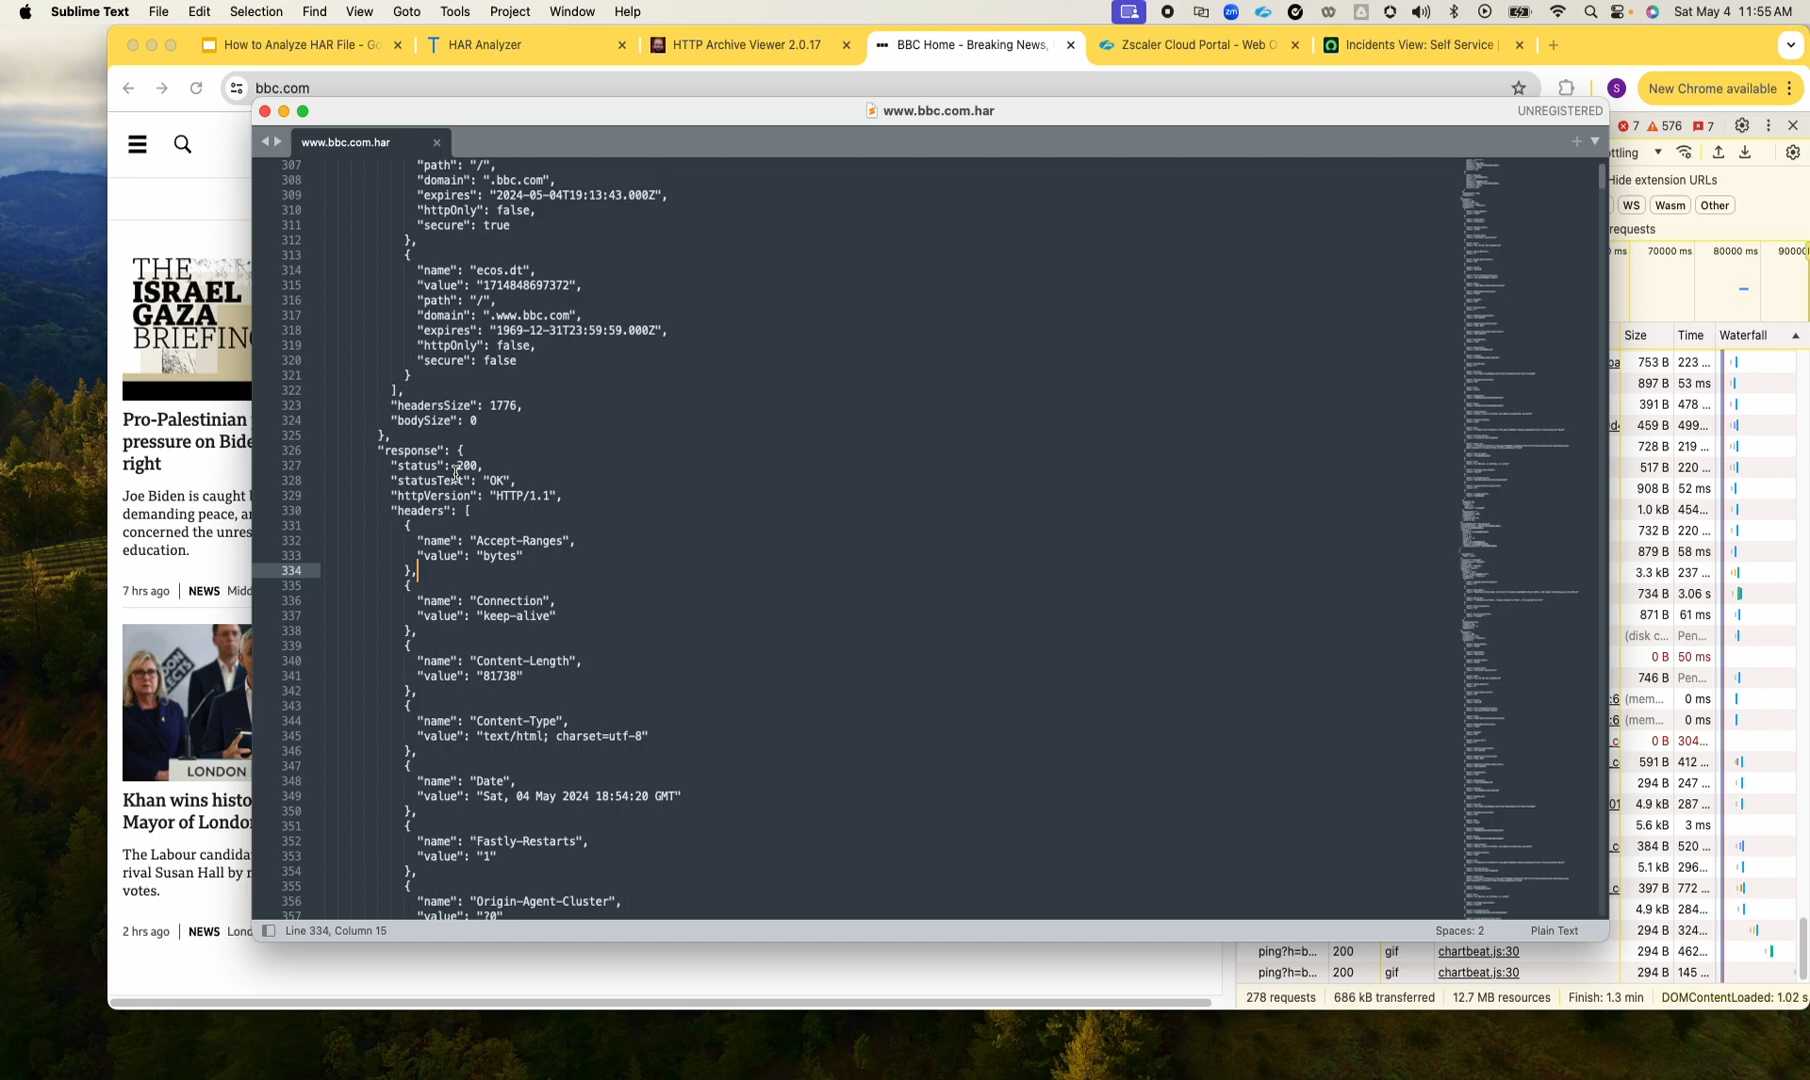 Sublime Text File Edit Selection Find View Goto Tools Project Window Help Sat May 4 11:55 AM
How to Analyze HAR File - Go
HAR Analyzer
HTTP Archive Viewer 2.0.17
BBC Home - Breaking News,
Zscaler Cloud Portal - Web
Incidents View: Self Service
bbc.com
New Chrome available
www.bbc.com.har
UNREGISTERED
www.bbc.com.har
307 "path": "/",
308 "domain": ".bbc.com",
309 "expires": "2024-05-04T19:13:43.000Z",
310 "httpOnly": false,
311 "secure": true
312 },
313 {
314 "name": "ecos.dt",
315 "value": "1714848697372",
316 "path": "/",
317 "domain": ".www.bbc.com",
318 "expires": "1969-12-31T23:59:59.000Z",
319 "httpOnly": false,
320 "secure": false
321 }
322 ],
323 "headersSize": 1776,
324 "bodySize": 0
325 },
326 "response": {
327 "status": 200,
328 "statusText": "OK",
329 "httpVersion": "HTTP/1.1",
330 "headers": [
331 {
332 "name": "Accept-Ranges",
333 "value": "bytes"
334 },
335 {
336 "name": "Connection",
337 "value": "keep-alive"
338 },
339 {
340 "name": "Content-Length",
341 "value": "81738"
342 },
343 {
344 "name": "Content-Type",
345 "value": "text/html; charset=utf-8"
346 },
347 {
348 "name": "Date",
349 "value": "Sat, 04 May 2024 18:54:20 GMT"
350 },
351 {
352 "name": "Fastly-Restarts",
353 "value": "1"
354 },
355 {
356 "name": "Origin-Agent-Cluster",
357 "value": "?0"
Line 334, Column 15
Spaces: 2 Plain Text
THE
ISRAEL
GAZA
BRIEFIN
Pro-Palestinian
pressure on Bide
right
Joe Biden is caught
demanding peace, a
concerned the unres
education.
7 hrs ago NEWS Midd
LONDON
Khan wins histo
Mayor of Londo
The Labour candida
rival Susan Hall by
votes.
2 hrs ago NEWS Lond
7 576 7
ttling
Hide extension URLs
WS Wasm Other
requests
ms 70000 ms 80000 ms 9000
Size Time Waterfall
753 B 223 ...
897 B 53 ms
391 B 478 ...
459 B 499...
728 B 219 ...
517 B 220 ...
908 B 52 ms
1.0 kB 454...
732 B 220 ...
879 B 58 ms
3.3 kB 237 ...
734 B 3.06 s
871 B 61 ms
(disk c... Pen...
0 B 50 ms
746 B Pen...
:6 (mem... 0 ms
:6 (mem... 0 ms
c 0 B 304...
c 591 B 412 ...
294 B 247 ...
01 4.9 kB 287 ...
5.6 kB 3 ms
c 384 B 520 ...
5.1 kB 296...
c 397 B 772 ...
4.9 kB 284...
294 B 324...
ping?h=b... 200 gif chartbeat.js:30 294 B 462...
ping?h=b... 200 gif chartbeat.js:30 294 B 145 ...
278 requests 686 kB transferred 12.7 MB resources Finish: 1.3 min DOMContentLoaded: 1.02 s